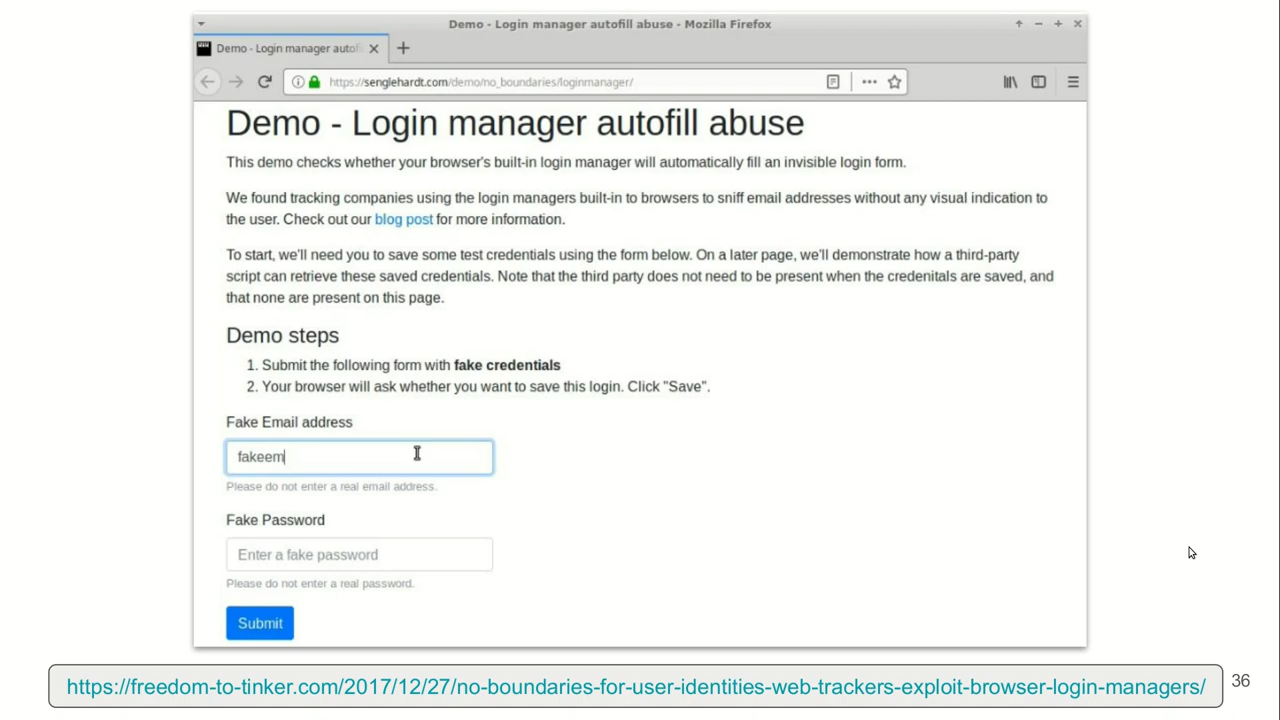 Demo - Login manager autofill abuse - Mozilla Firefox
Demo - Login manager autof
https://senglehardt.com/demo/no_boundaries/loginmanager/
Demo - Login manager autofill abuse
This demo checks whether your browser's built-in login manager will automatically fill an invisible login form.
We found tracking companies using the login managers built-in to browsers to sniff email addresses without any visual indication to
the user. Check out our blog post for more information.
To start, we'll need you to save some test credentials using the form below. On a later page, we'll demonstrate how a third-party
script can retrieve these saved credentials. Note that the third party does not need to be present when the credenitals are saved, and
that none are present on this page.
Demo steps
1. Submit the following form with fake credentials
2. Your browser will ask whether you want to save this login. Click "Save".
Fake Email address
fakeem
Please do not enter a real email address.
Fake Password
Enter a fake password
Please do not enter a real password.
Submit
https://freedom-to-tinker.com/2017/12/27/no-boundaries-for-user-identities-web-trackers-exploit-browser-login-managers/
36